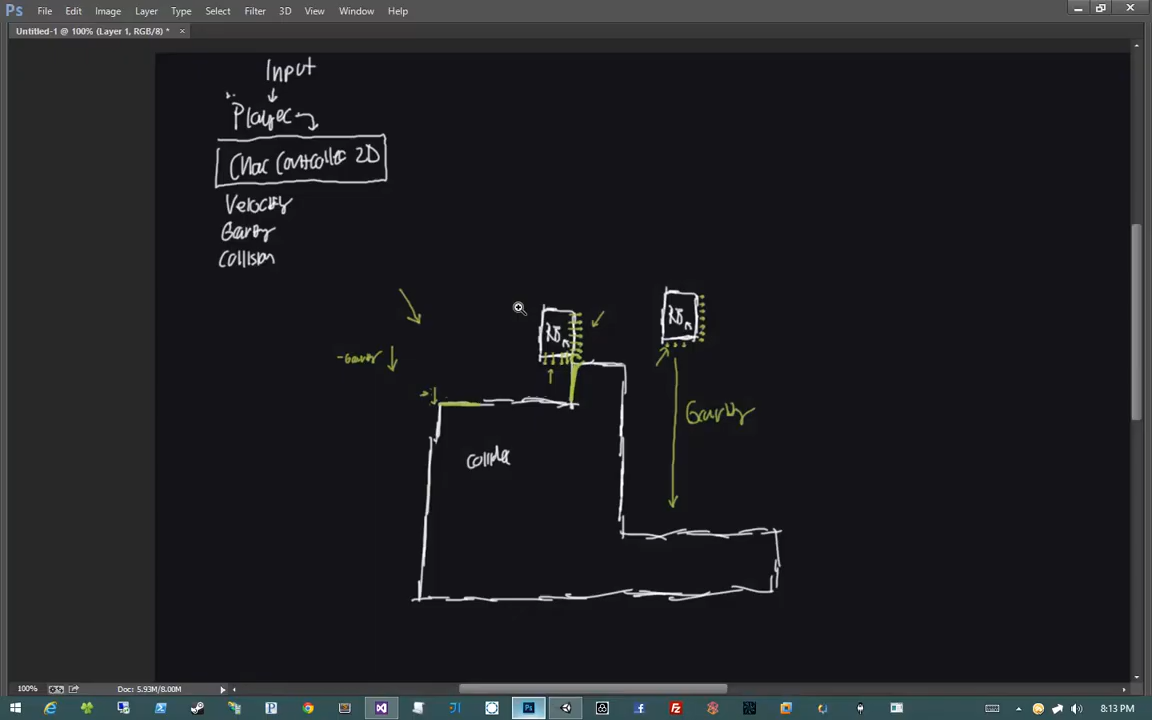 Ps File Edit Image Layer Type Select Filter 3D View Window Help
Untitled-1 @ 100% (Layer 1, RGB/8) *
Input
Player
Char Controller 2D
Velocity
Gravity
Collision
-Gravity
Gravity
collider
100% Doc: 5.93M/8.00M
8:13 PM